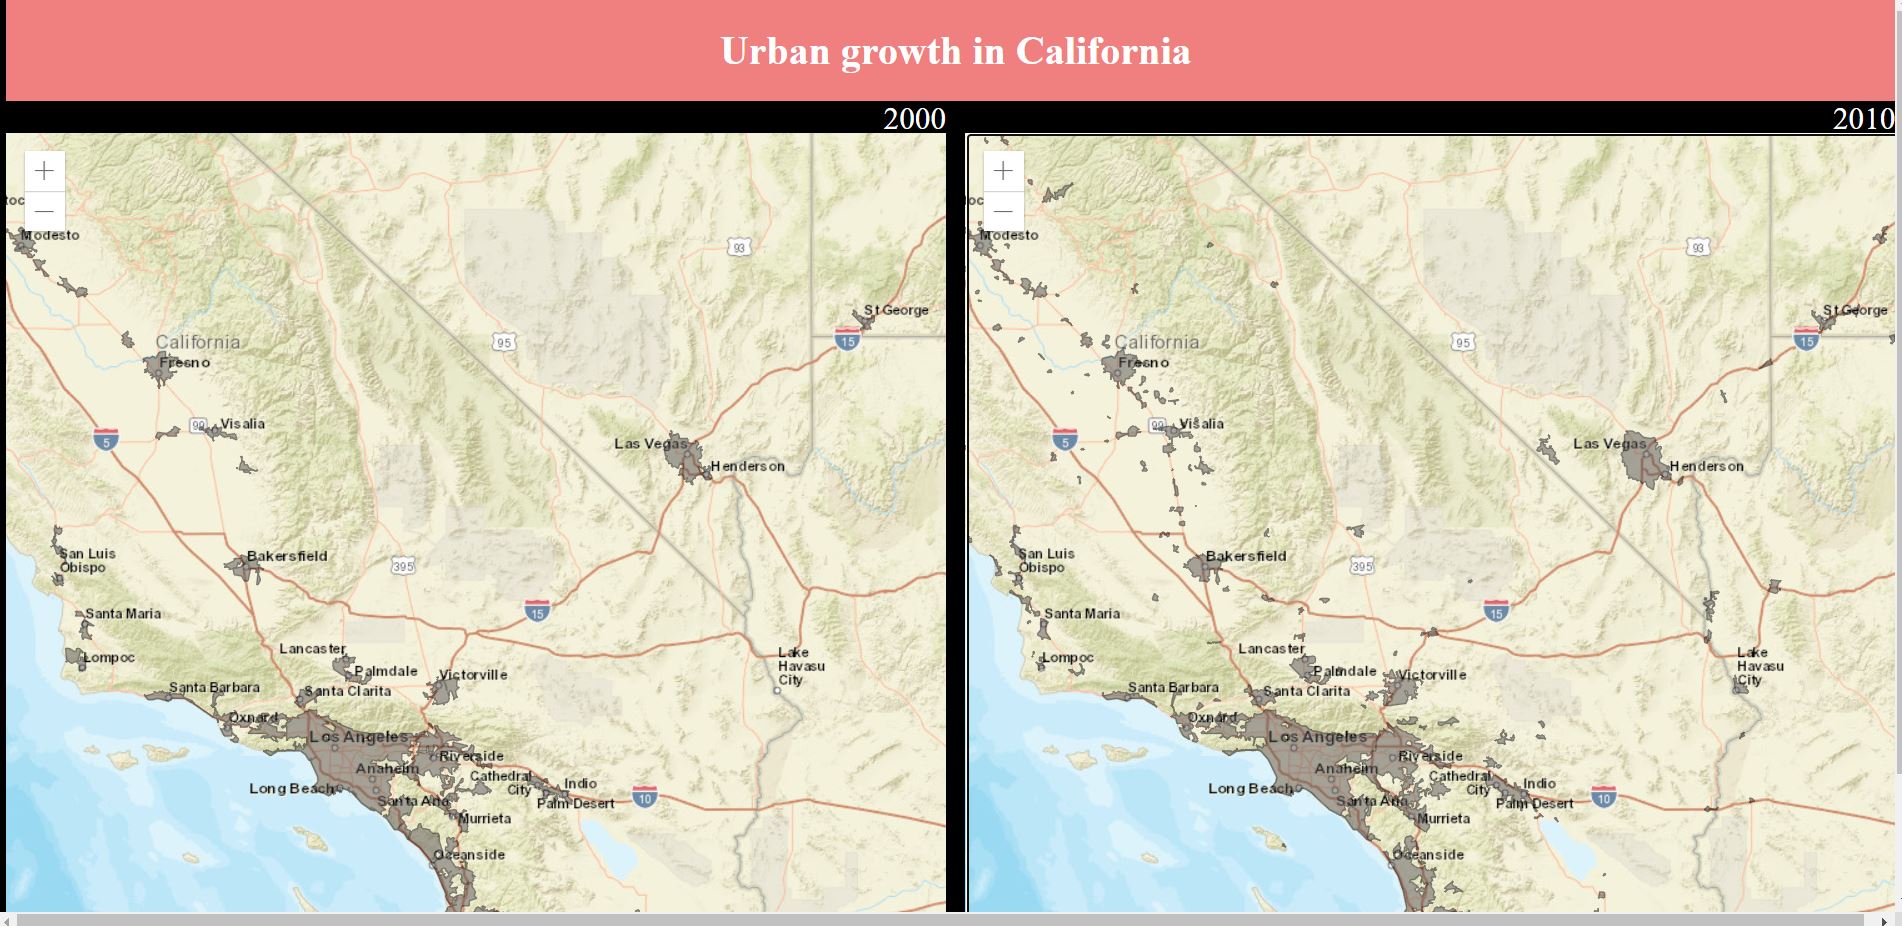 Urban growth in California
2000
+
−
Modesto
93
St George
15
California
95
Fresno
99
Visalia
5
Las Vegas
Henderson
San Luis
Obispo
Bakersfield
395
15
Santa Maria
Lompoc
Lancaster
Palmdale
Victorville
Lake
Havasu
City
Santa Barbara
Santa Clarita
Oxnard
Los Angeles
Riverside
Anaheim
Cathedral
City
Indio
Long Beach
Santa Ana
Palm Desert
10
Murrieta
Oceanside
2010
+
−
Modesto
93
St George
15
California
95
Fresno
99
Visalia
5
Las Vegas
Henderson
San Luis
Obispo
Bakersfield
395
15
Santa Maria
Lompoc
Lancaster
Palmdale
Victorville
Lake
Havasu
City
Santa Barbara
Santa Clarita
Oxnard
Los Angeles
Riverside
Anaheim
Cathedral
City
Indio
Long Beach
Santa Ana
Palm Desert
10
Murrieta
Oceanside